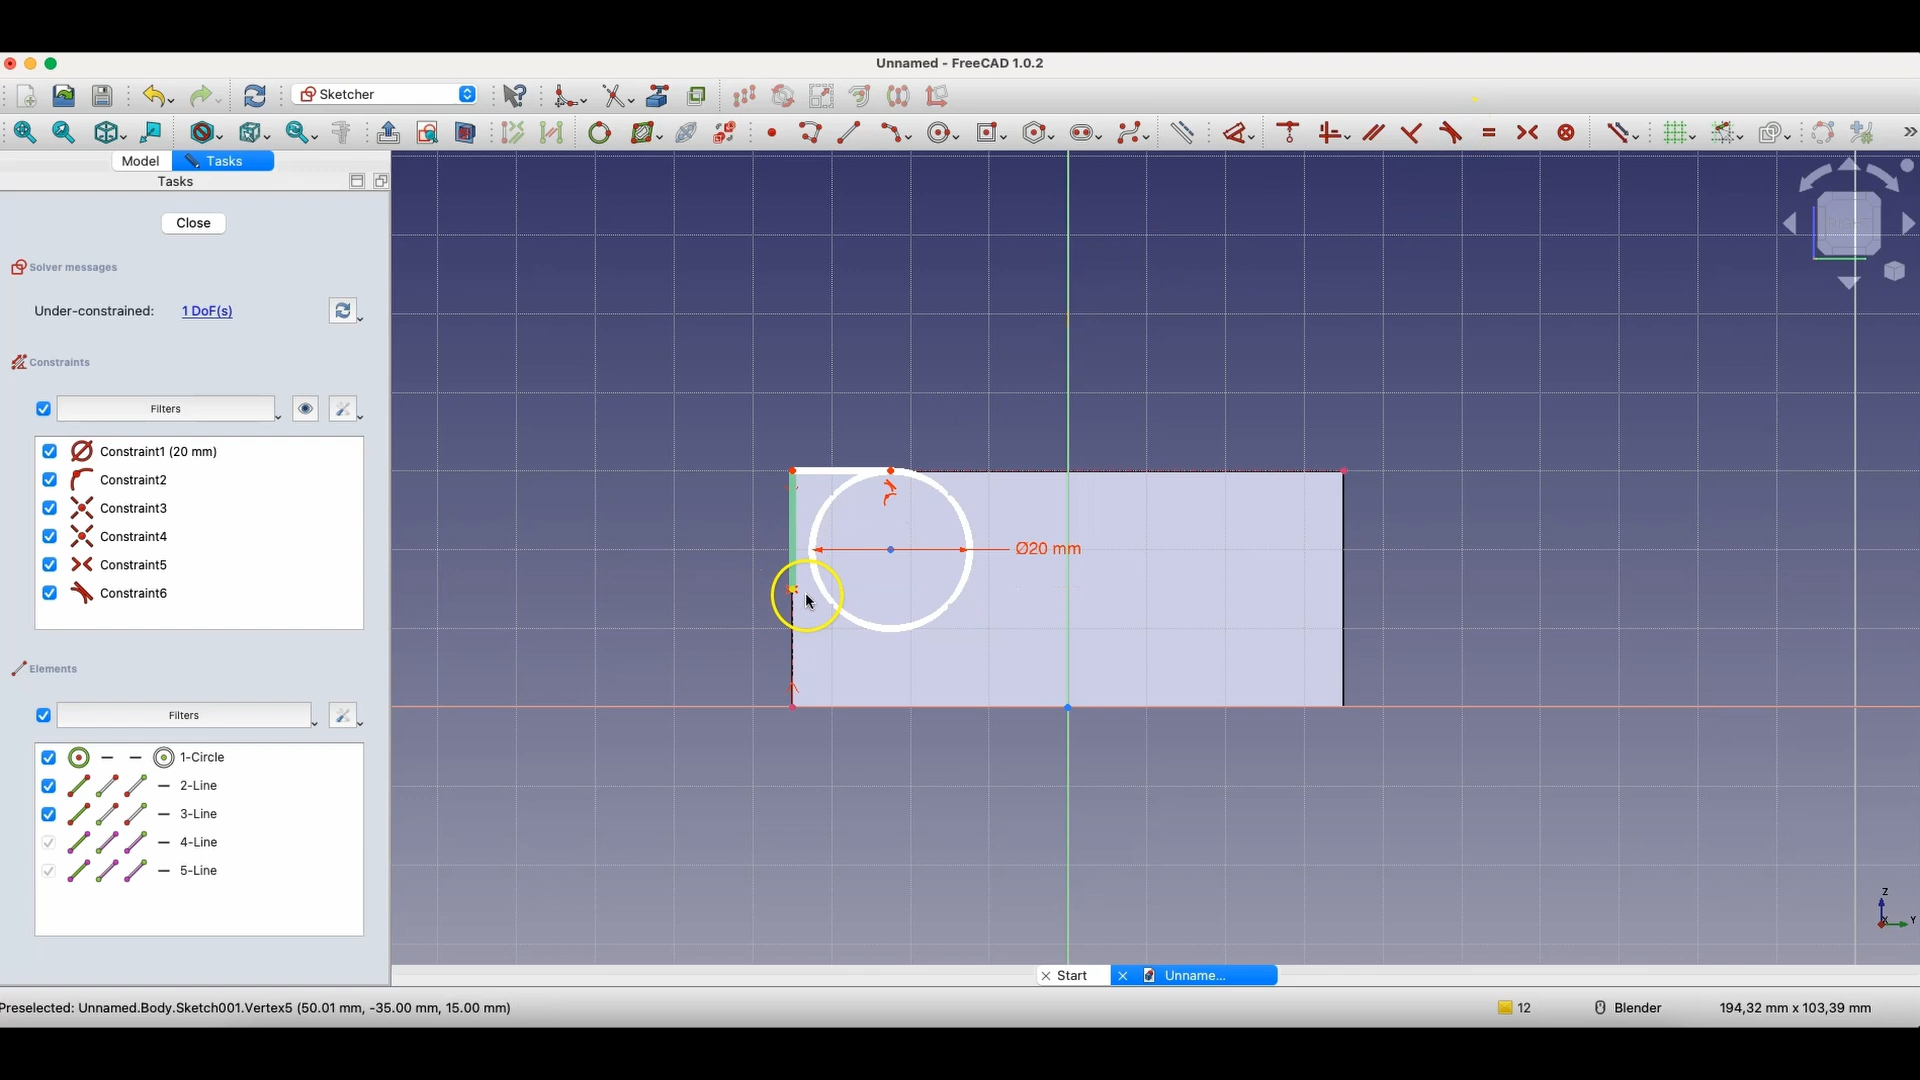 Unnamed - FreeCAD 1.0.2
Sketcher
Model
Tasks
Tasks
Close
Solver messages
Under-constrained:
1 DoF(s)
Constraints
Filters
Constraint1 (20 mm)
Constraint2
Constraint3
Constraint4
Constraint5
Constraint6
Elements
Filters
1-Circle
2-Line
3-Line
4-Line
5-Line
Ø20 mm
Z
X
Y
Start
Unname...
Preselected: Unnamed.Body.Sketch001.Vertex5 (50.01 mm, -35.00 mm, 15.00 mm)
12
Blender
194,32 mm x 103,39 mm